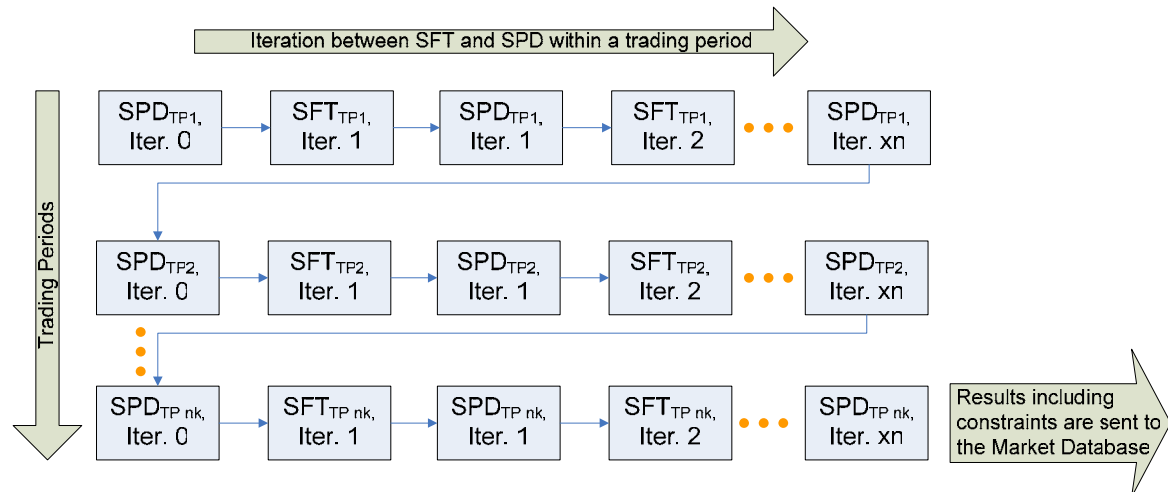 Iteration between SFT and SPD within a trading period
Trading Periods
SPDTP1,
Iter. 0
SFTTP1,
Iter. 1
SPDTP1,
Iter. 1
SFTTP1,
Iter. 2
SPDTP1,
Iter. xn
SPDTP2,
Iter. 0
SFTTP2,
Iter. 1
SPDTP2,
Iter. 1
SFTTP2,
Iter. 2
SPDTP2,
Iter. xn
SPDTP nk,
Iter. 0
SFTTP nk,
Iter. 1
SPDTP nk,
Iter. 1
SFTTP nk,
Iter. 2
SPDTP nk,
Iter. xn
Results including
constraints are sent to
the Market Database